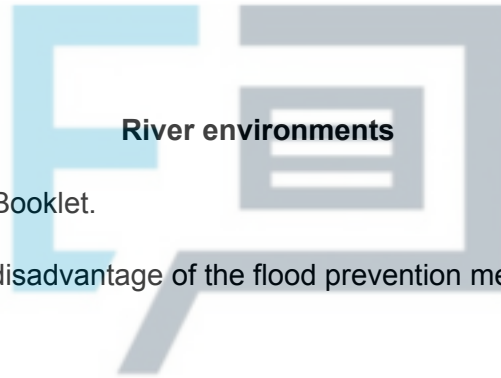 River environments
Booklet.
disadvantage of the flood prevention me